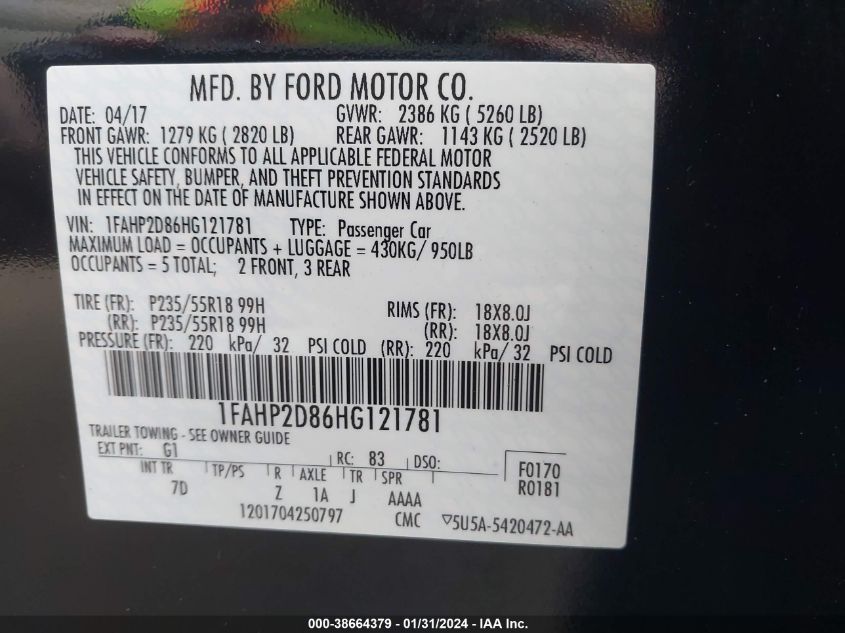 MFD. BY FORD MOTOR CO.
DATE: 04/17 GVWR: 2386 KG ( 5260 LB)
FRONT GAWR: 1279 KG ( 2820 LB) REAR GAWR: 1143 KG ( 2520 LB)
THIS VEHICLE CONFORMS TO ALL APPLICABLE FEDERAL MOTOR
VEHICLE SAFETY, BUMPER, AND THEFT PREVENTION STANDARDS
IN EFFECT ON THE DATE OF MANUFACTURE SHOWN ABOVE.
VIN: 1FAHP2D86HG121781 TYPE: Passenger Car
MAXIMUM LOAD = OCCUPANTS + LUGGAGE = 430KG/ 950LB
OCCUPANTS = 5 TOTAL; 2 FRONT, 3 REAR
TIRE (FR): P235/55R18 99H RIMS (FR): 18X8.0J
(RR): P235/55R18 99H (RR): 18X8.0J
PRESSURE (FR): 220 kPa/ 32 PSI COLD (RR): 220 kPa/ 32 PSI COLD
1FAHP2D86HG121781
TRAILER TOWING - SEE OWNER GUIDE
EXT PNT: G1 RC: 83 DSO: F0170
INT TR TP/PS R AXLE TR SPR R0181
7D Z 1A J AAAA
1201704250797 CMC ▽5U5A-5420472-AA
000-38664379 - 01/31/2024 - IAA Inc.